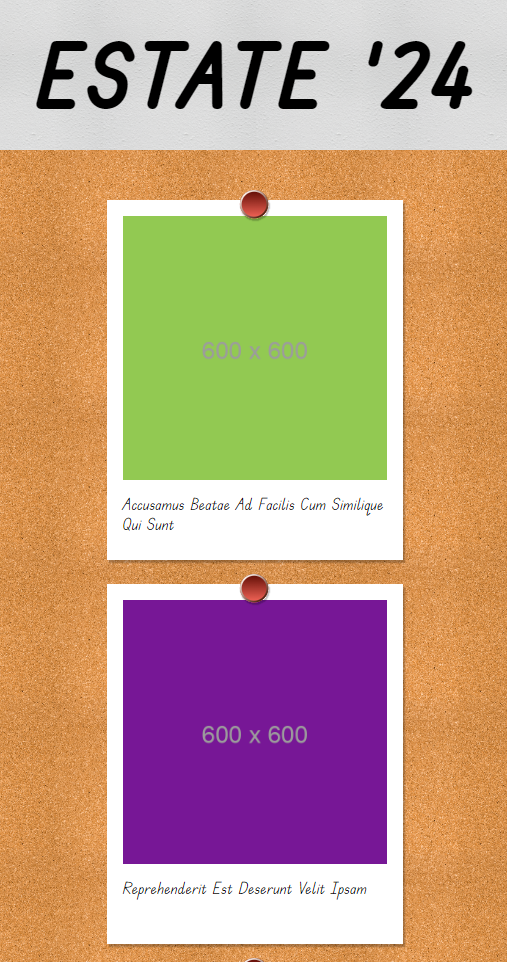 ESTATE '24
600 x 600
Accusamus Beatae Ad Facilis Cum Similique
Qui Sunt
600 x 600
Reprehenderit Est Deserunt Velit Ipsam